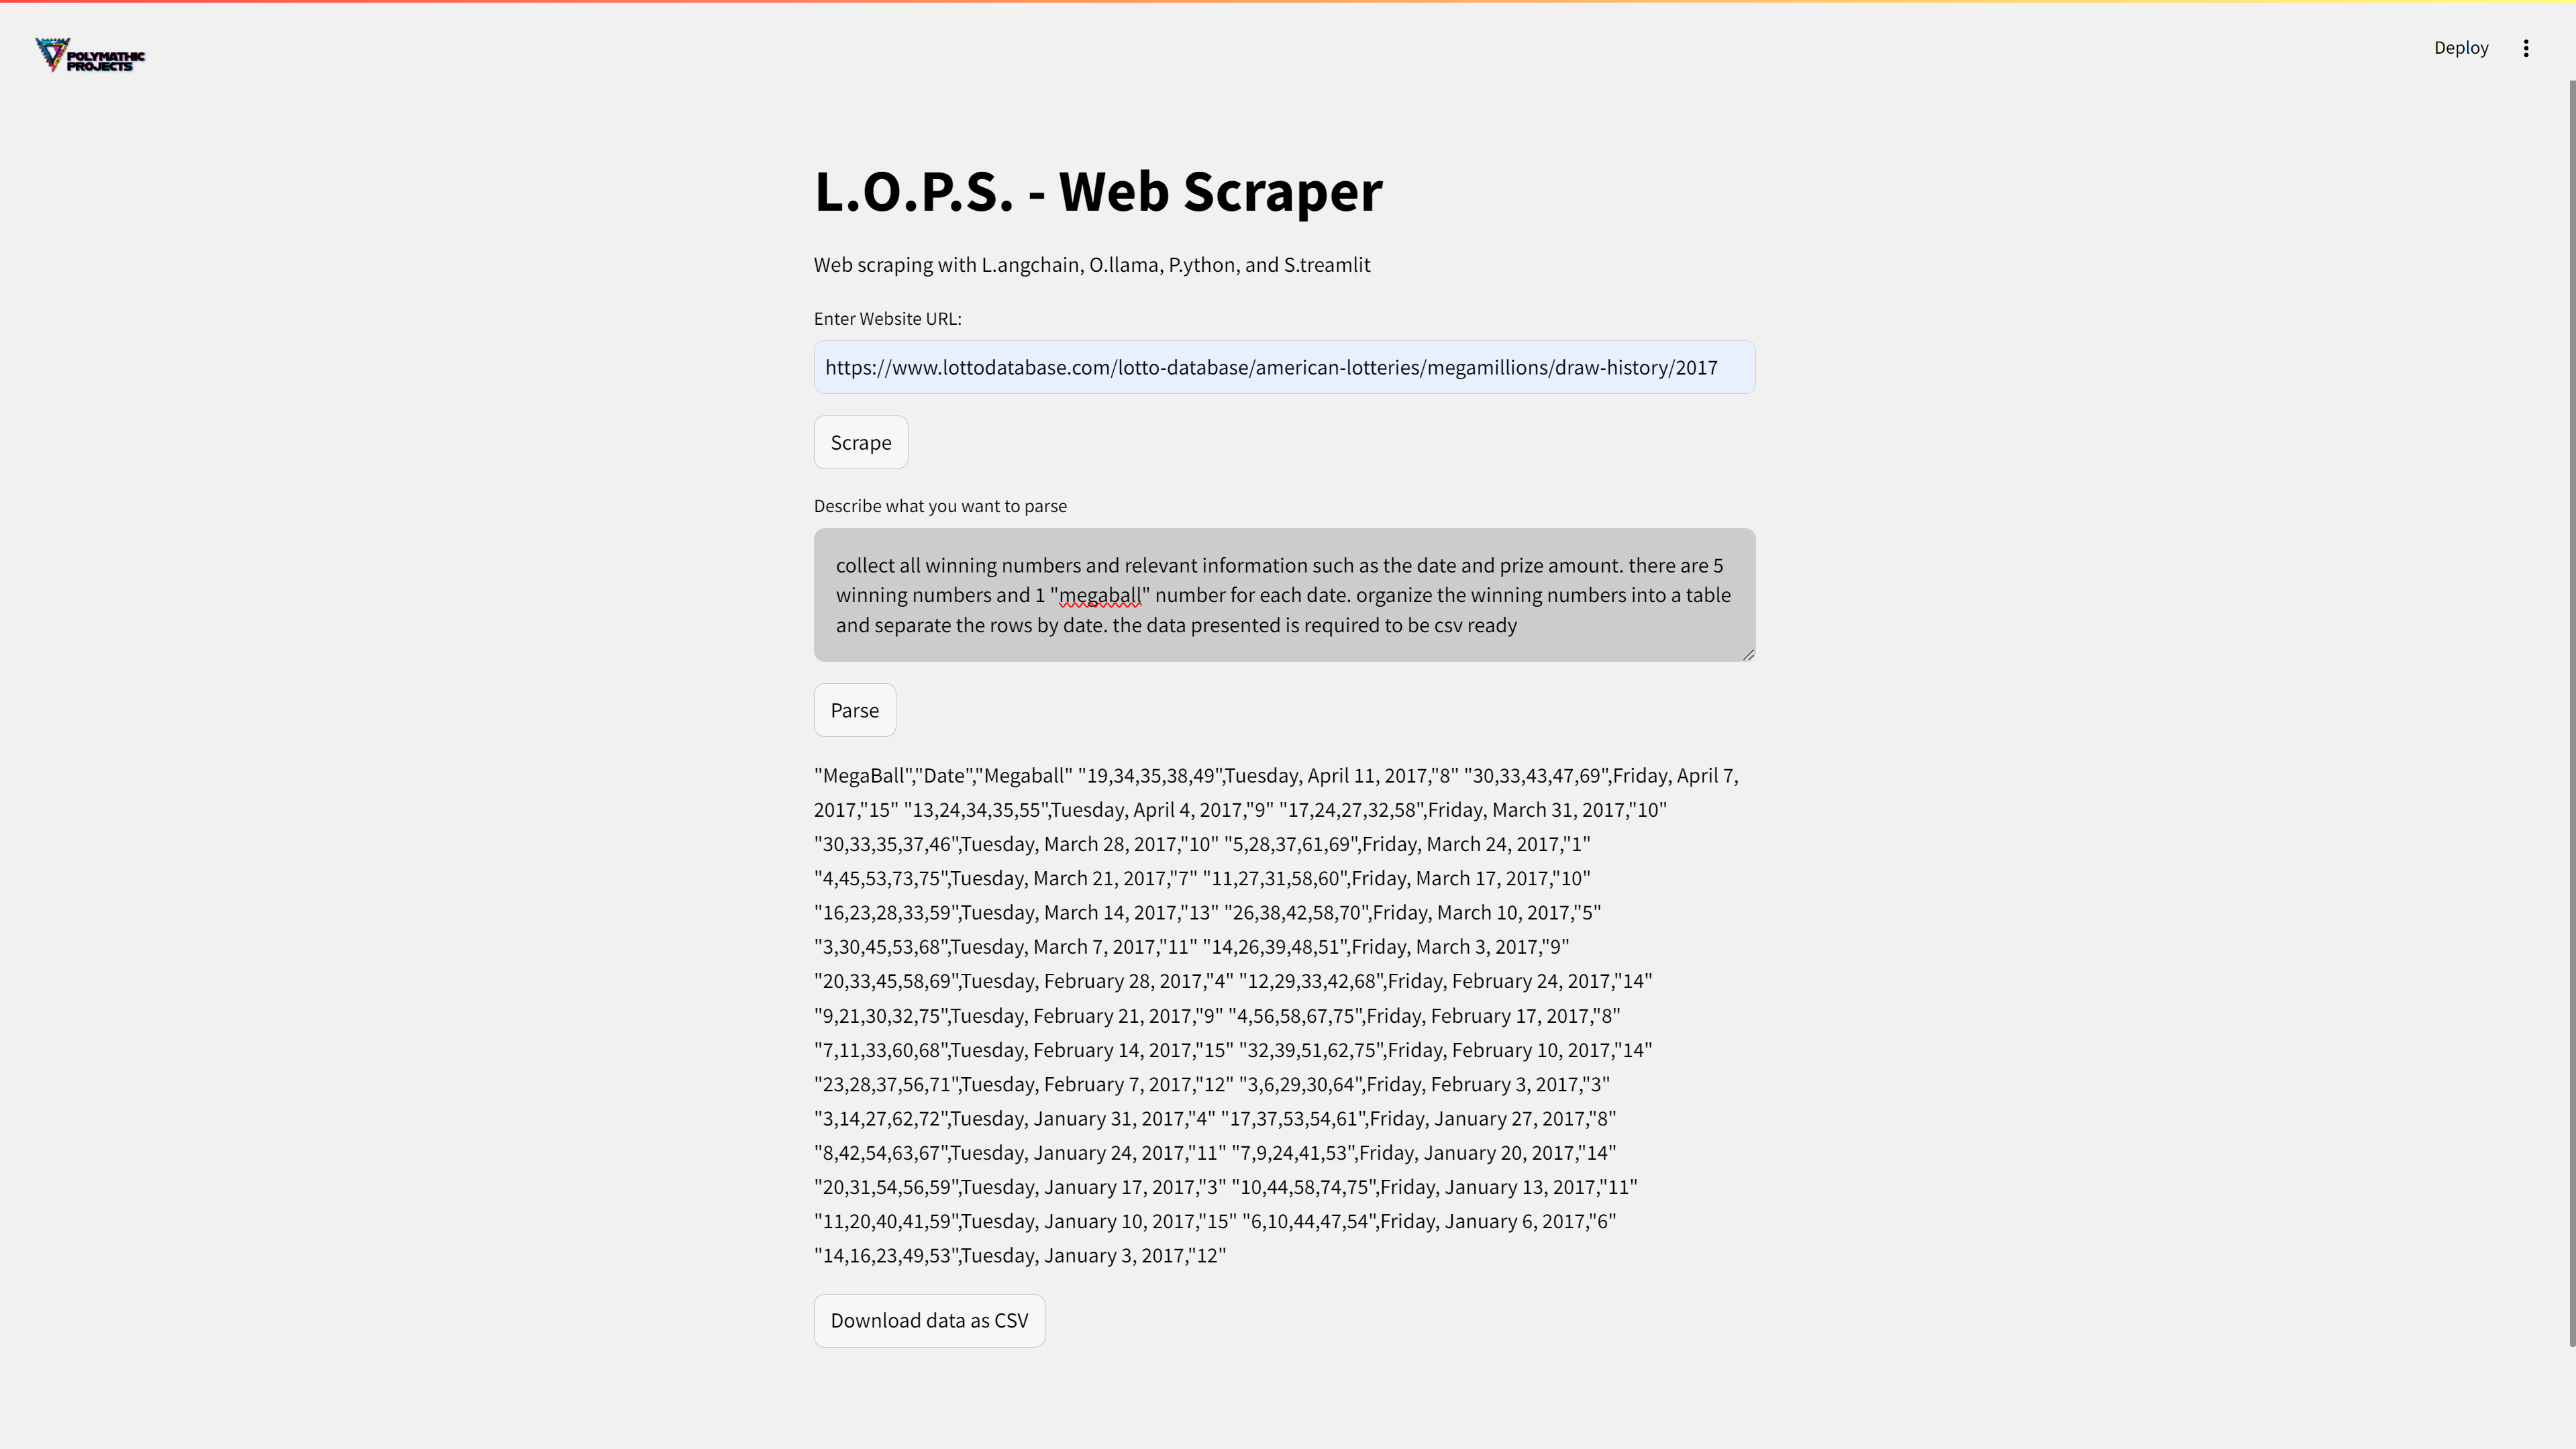 POLYMATHIC
PROJECTS
Deploy
L.O.P.S. - Web Scraper
Web scraping with L.angchain, O.llama, P.ython, and S.treamlit
Enter Website URL:
https://www.lottodatabase.com/lotto-database/american-lotteries/megamillions/draw-history/2017
Scrape
Describe what you want to parse
collect all winning numbers and relevant information such as the date and prize amount. there are 5
winning numbers and 1 "megaball" number for each date. organize the winning numbers into a table
and separate the rows by date. the data presented is required to be csv ready
Parse
"MegaBall","Date","Megaball" "19,34,35,38,49",Tuesday, April 11, 2017,"8" "30,33,43,47,69",Friday, April 7,
2017,"15" "13,24,34,35,55",Tuesday, April 4, 2017,"9" "17,24,27,32,58",Friday, March 31, 2017,"10"
"30,33,35,37,46",Tuesday, March 28, 2017,"10" "5,28,37,61,69",Friday, March 24, 2017,"1"
"4,45,53,73,75",Tuesday, March 21, 2017,"7" "11,27,31,58,60",Friday, March 17, 2017,"10"
"16,23,28,33,59",Tuesday, March 14, 2017,"13" "26,38,42,58,70",Friday, March 10, 2017,"5"
"3,30,45,53,68",Tuesday, March 7, 2017,"11" "14,26,39,48,51",Friday, March 3, 2017,"9"
"20,33,45,58,69",Tuesday, February 28, 2017,"4" "12,29,33,42,68",Friday, February 24, 2017,"14"
"9,21,30,32,75",Tuesday, February 21, 2017,"9" "4,56,58,67,75",Friday, February 17, 2017,"8"
"7,11,33,60,68",Tuesday, February 14, 2017,"15" "32,39,51,62,75",Friday, February 10, 2017,"14"
"23,28,37,56,71",Tuesday, February 7, 2017,"12" "3,6,29,30,64",Friday, February 3, 2017,"3"
"3,14,27,62,72",Tuesday, January 31, 2017,"4" "17,37,53,54,61",Friday, January 27, 2017,"8"
"8,42,54,63,67",Tuesday, January 24, 2017,"11" "7,9,24,41,53",Friday, January 20, 2017,"14"
"20,31,54,56,59",Tuesday, January 17, 2017,"3" "10,44,58,74,75",Friday, January 13, 2017,"11"
"11,20,40,41,59",Tuesday, January 10, 2017,"15" "6,10,44,47,54",Friday, January 6, 2017,"6"
"14,16,23,49,53",Tuesday, January 3, 2017,"12"
Download data as CSV